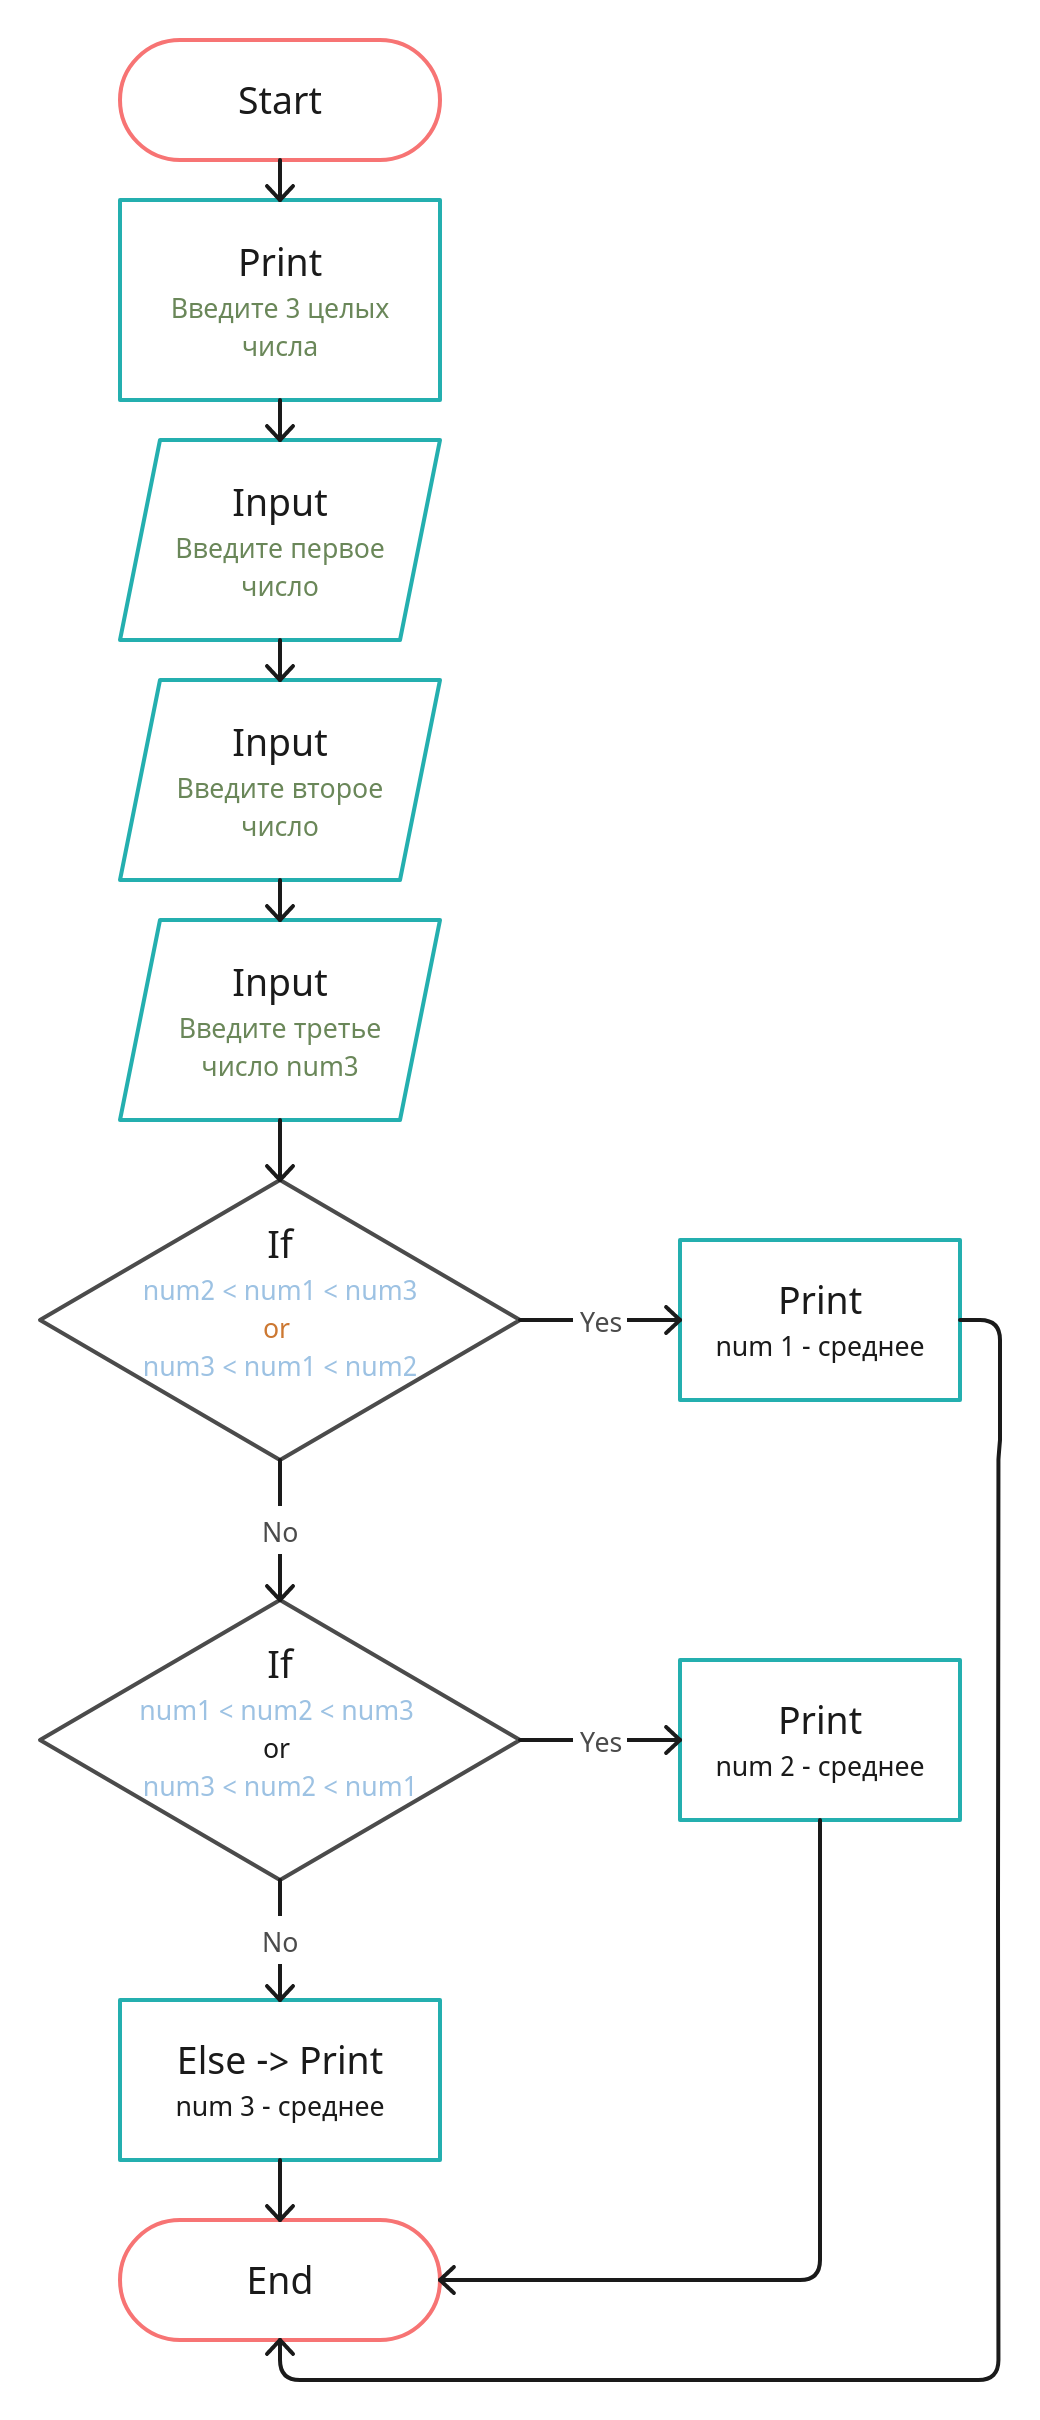 Start
Print
Введите 3 целых
числа
Input
Введите первое
число
Input
Введите второе
число
Input
Введите третье
число num3
If
num2 < num1 < num3
or
num3 < num1 < num2
Yes
Print
num 1 - среднее
No
If
num1 < num2 < num3
or
num3 < num2 < num1
Yes
Print
num 2 - среднее
No
Else -> Print
num 3 - среднее
End